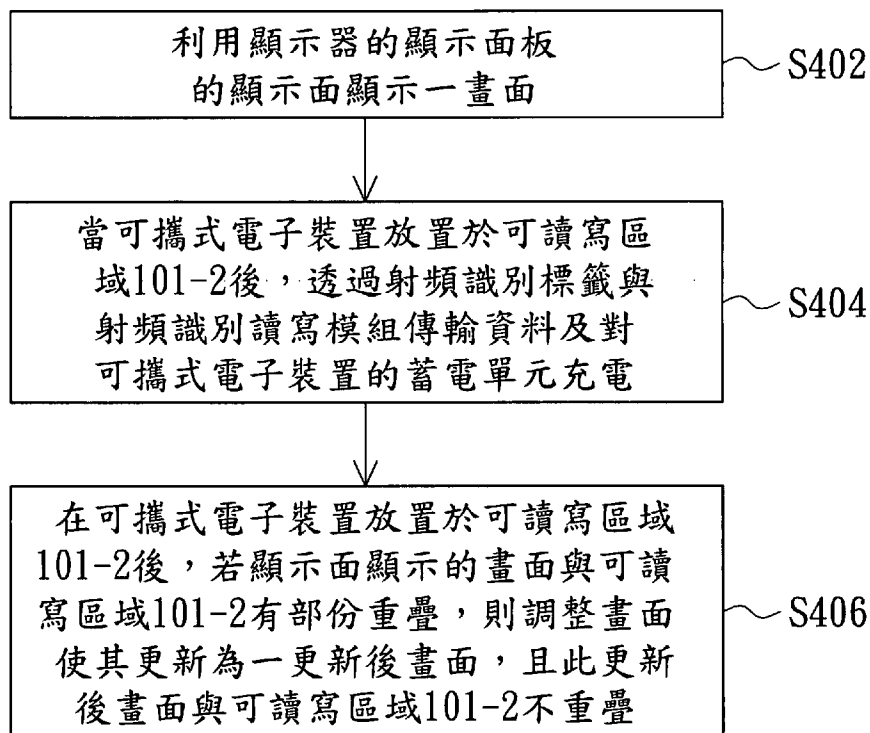 利用顯示器的顯示面板
的顯示面顯示一畫面
S402
當可攜式電子裝置放置於可讀寫區
域101-2後,透過射頻識別標籤與
射頻識別讀寫模組傳輸資料及對
可攜式電子裝置的蓄電單元充電
S404
在可攜式電子裝置放置於可讀寫區域
101-2後,若顯示面顯示的畫面與可讀
寫區域101-2有部份重疊,則調整畫面
使其更新為一更新後畫面,且此更新
後畫面與可讀寫區域101-2不重疊
S406